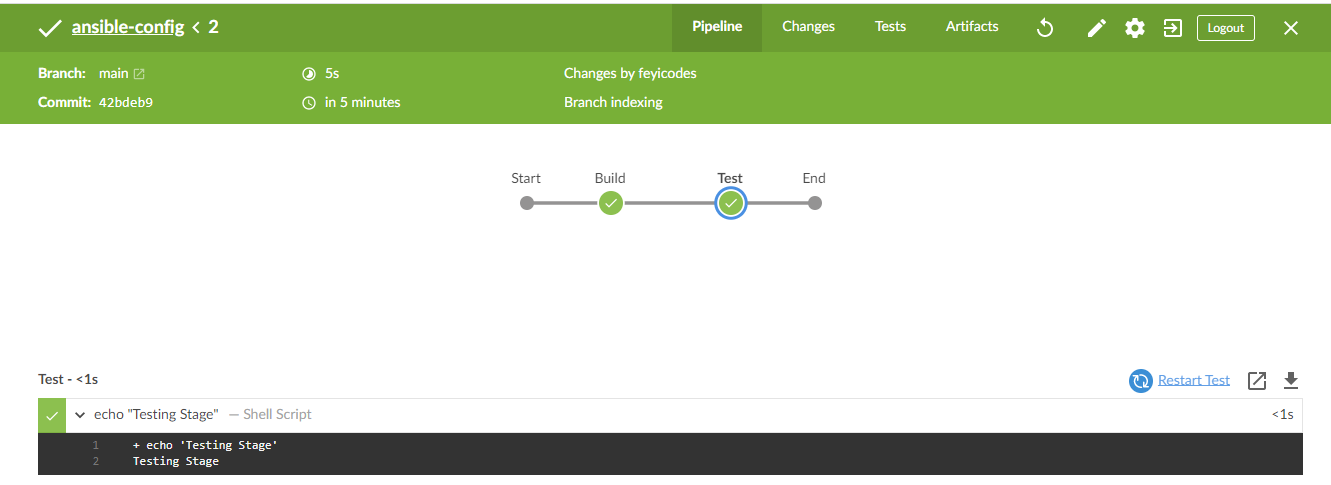 ansible-config < 2 Pipeline Changes Tests Artifacts Logout
Branch: main 5s Changes by feyicodes
Commit: 42bdeb9 in 5 minutes Branch indexing
Start Build Test End
Test - <1s Restart Test
echo "Testing Stage" — Shell Script <1s
1 + echo 'Testing Stage'
2 Testing Stage